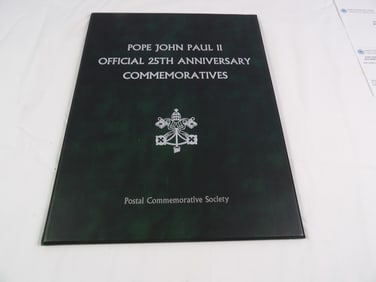 POPE JOHN PAUL II
OFFICIAL 25TH ANNIVERSARY
COMMEMORATIVES
Postal Commemorative Society